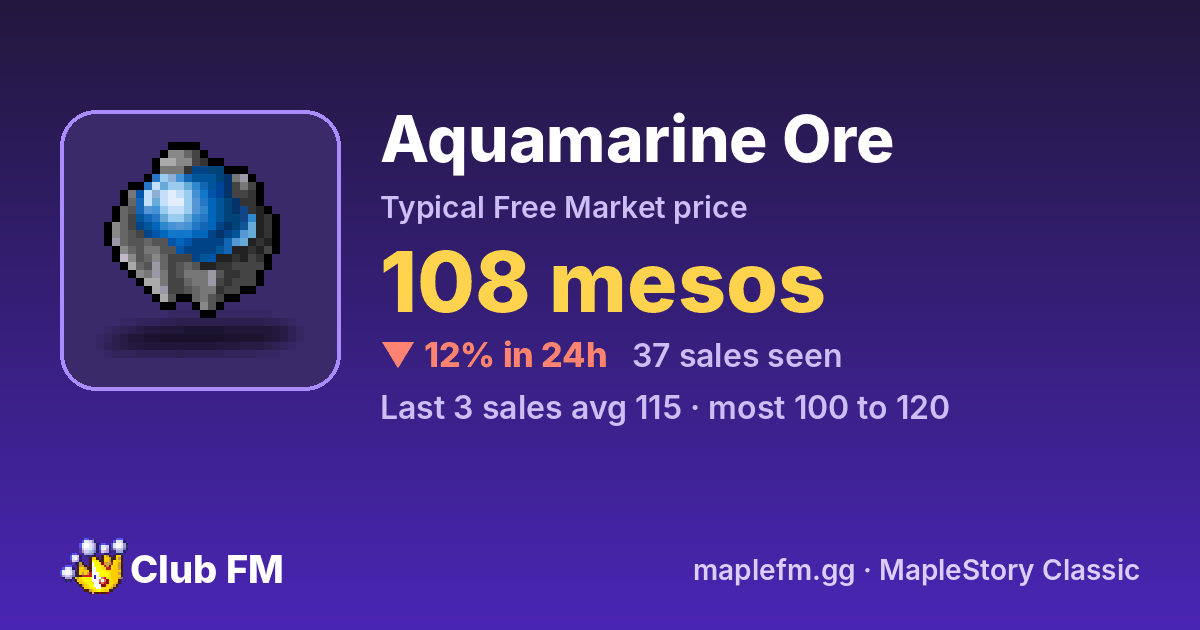 Aquamarine Ore
Typical Free Market price
108 mesos
▼ 12% in 24h 37 sales seen
Last 3 sales avg 115 · most 100 to 120
Club FM
maplefm.gg · MapleStory Classic